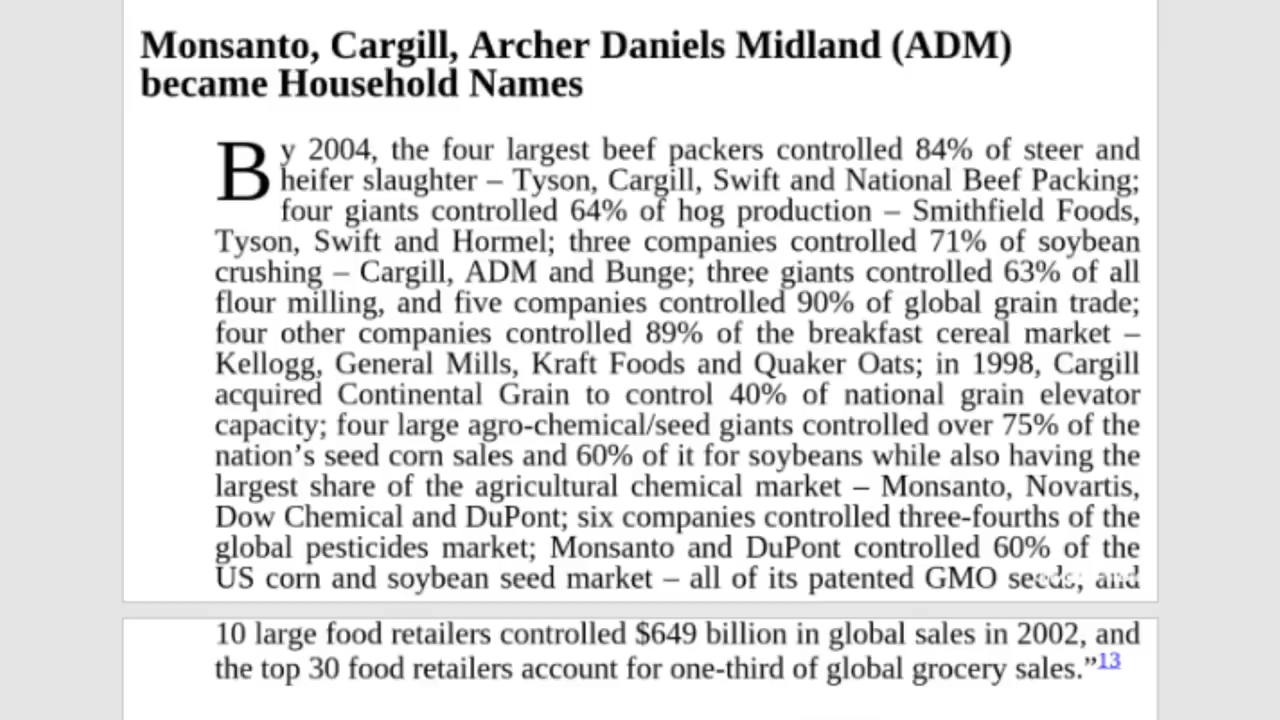 Monsanto, Cargill, Archer Daniels Midland (ADM)
became Household Names
By 2004, the four largest beef packers controlled 84% of steer and
heifer slaughter – Tyson, Cargill, Swift and National Beef Packing;
four giants controlled 64% of hog production – Smithfield Foods,
Tyson, Swift and Hormel; three companies controlled 71% of soybean
crushing – Cargill, ADM and Bunge; three giants controlled 63% of all
flour milling, and five companies controlled 90% of global grain trade;
four other companies controlled 89% of the breakfast cereal market –
Kellogg, General Mills, Kraft Foods and Quaker Oats; in 1998, Cargill
acquired Continental Grain to control 40% of national grain elevator
capacity; four large agro-chemical/seed giants controlled over 75% of the
nation’s seed corn sales and 60% of it for soybeans while also having the
largest share of the agricultural chemical market – Monsanto, Novartis,
Dow Chemical and DuPont; six companies controlled three-fourths of the
global pesticides market; Monsanto and DuPont controlled 60% of the
US corn and soybean seed market – all of its patented GMO seeds, and
10 large food retailers controlled $649 billion in global sales in 2002, and
the top 30 food retailers account for one-third of global grocery sales.”13